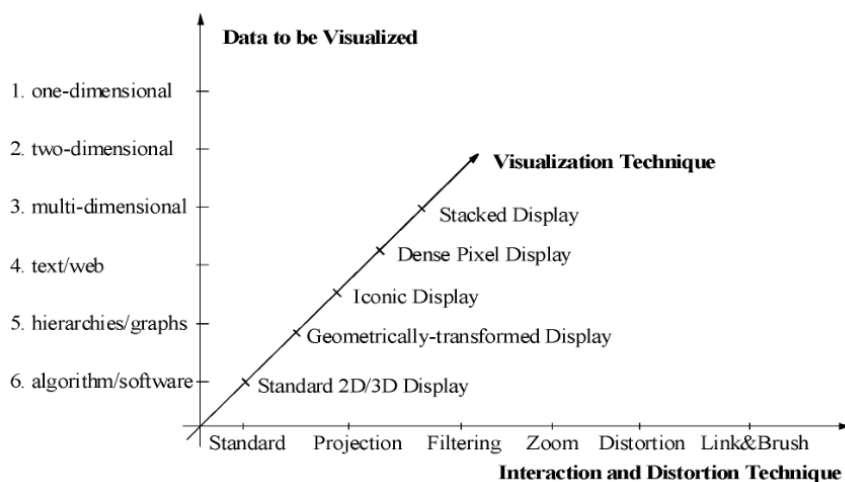 Data to be Visualized
1. one-dimensional
2. two-dimensional
Visualization Technique
3. multi-dimensional
Stacked Display
Dense Pixel Display
4. text/web
Iconic Display
5. hierarchies/graphs
Geometrically-transformed Display
6. algorithm/software
Standard 2D/3D Display
Standard Projection Filtering Zoom Distortion Link&Brush
Interaction and Distortion Technique